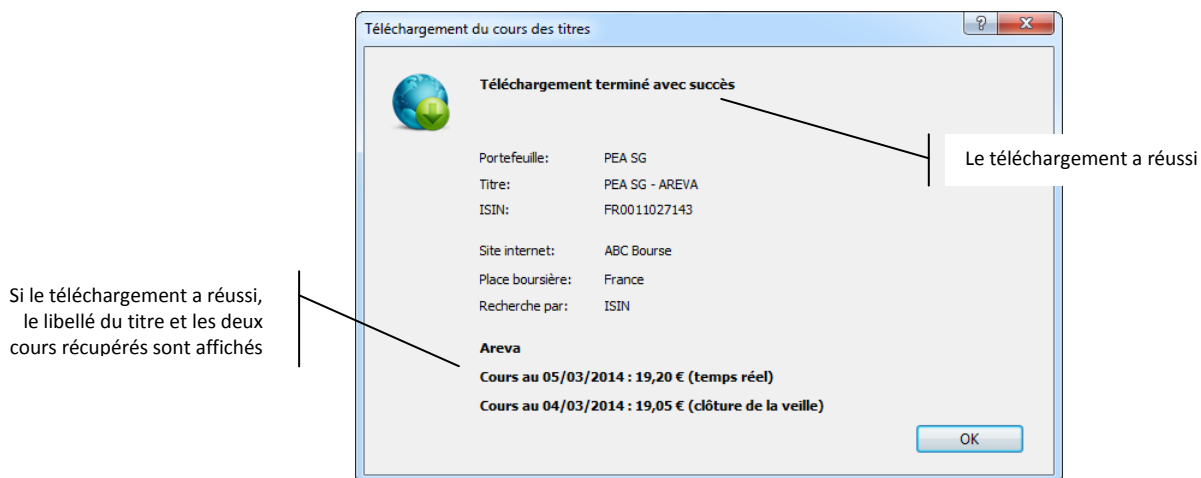 Téléchargement du cours des titres
Téléchargement terminé avec succès
Le téléchargement a réussi
Portefeuille: PEA SG
Titre: PEA SG - AREVA
ISIN: FR0011027143
Site internet: ABC Bourse
Place boursière: France
Recherche par: ISIN
Si le téléchargement a réussi,
le libellé du titre et les deux
cours récupérés sont affichés
Areva
Cours au 05/03/2014 : 19,20 € (temps réel)
Cours au 04/03/2014 : 19,05 € (clôture de la veille)
OK